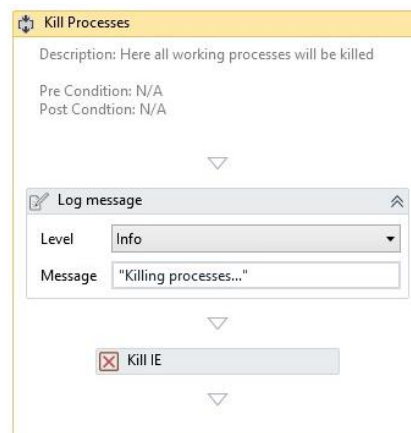 Kill Processes
Description: Here all working processes will be killed
Pre Condition: N/A
Post Condtion: N/A
Log message
Level Info
Message "Killing processes..."
Kill IE